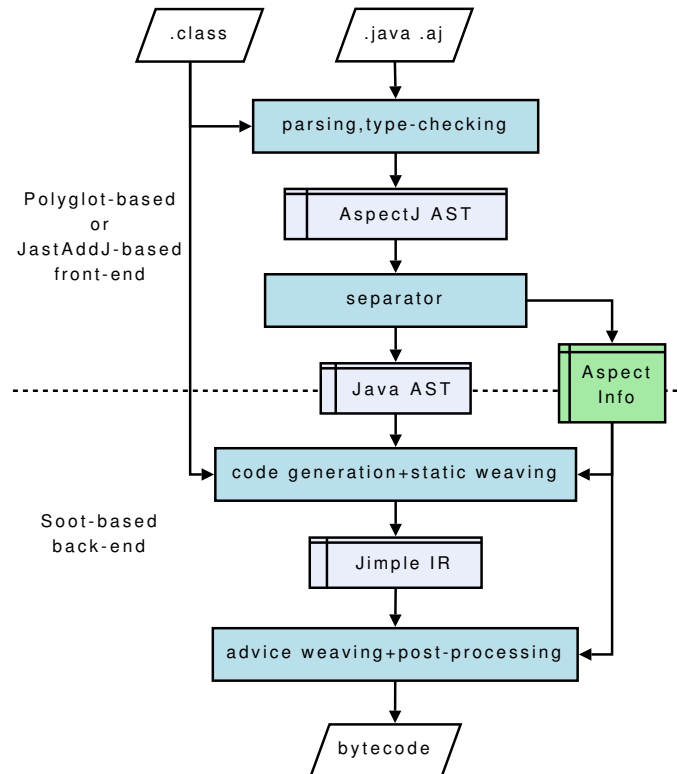 .class
.java .aj
parsing,type-checking
Polyglot-based
or
JastAddJ-based
front-end
AspectJ AST
separator
Java AST
Aspect
Info
code generation+static weaving
Soot-based
back-end
Jimple IR
advice weaving+post-processing
bytecode